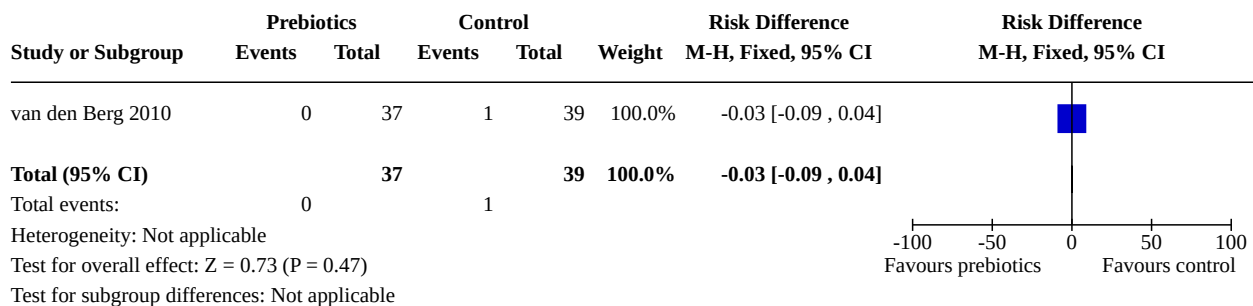 Prebiotics Control Risk Difference Risk Difference
Study or Subgroup Events Total Events Total Weight M-H, Fixed, 95% CI M-H, Fixed, 95% CI
van den Berg 2010 0 37 1 39 100.0% -0.03 [-0.09 , 0.04]
Total (95% CI) 37 39 100.0% -0.03 [-0.09 , 0.04]
Total events: 0 1
Heterogeneity: Not applicable
Test for overall effect: Z = 0.73 (P = 0.47)
Test for subgroup differences: Not applicable
-100 -50 0 50 100
Favours prebiotics Favours control